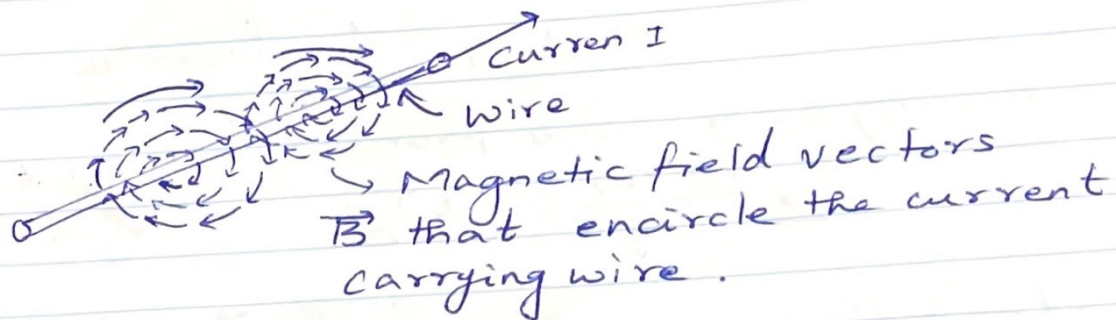 Curren I
wire
Magnetic field vectors
B⃗ that encircle the current
carrying wire .